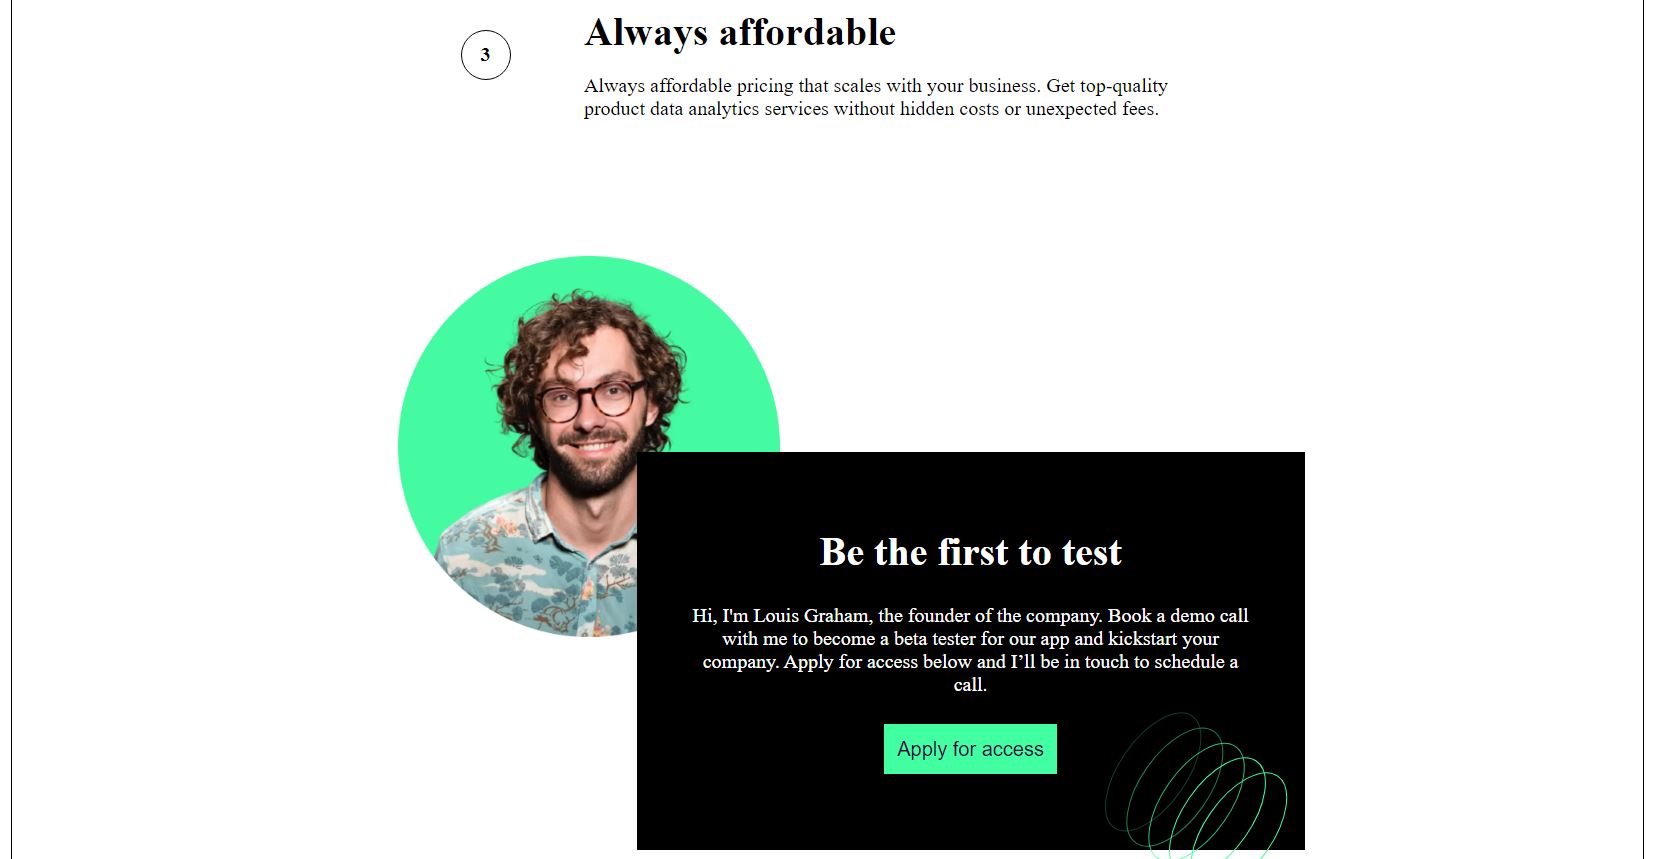 3
Always affordable
Always affordable pricing that scales with your business. Get top-quality
product data analytics services without hidden costs or unexpected fees.
Be the first to test
Hi, I'm Louis Graham, the founder of the company. Book a demo call
with me to become a beta tester for our app and kickstart your
company. Apply for access below and I’ll be in touch to schedule a
call.
Apply for access